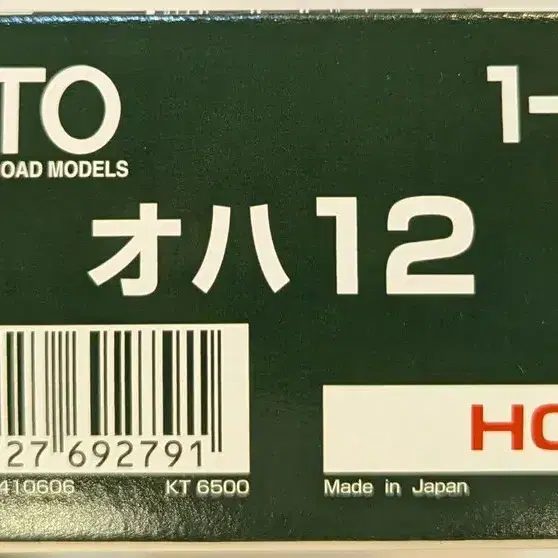 TO 1-
OAD MODELS
オハ12
27 692791
HO
410606 KT 6500 Made in Japan